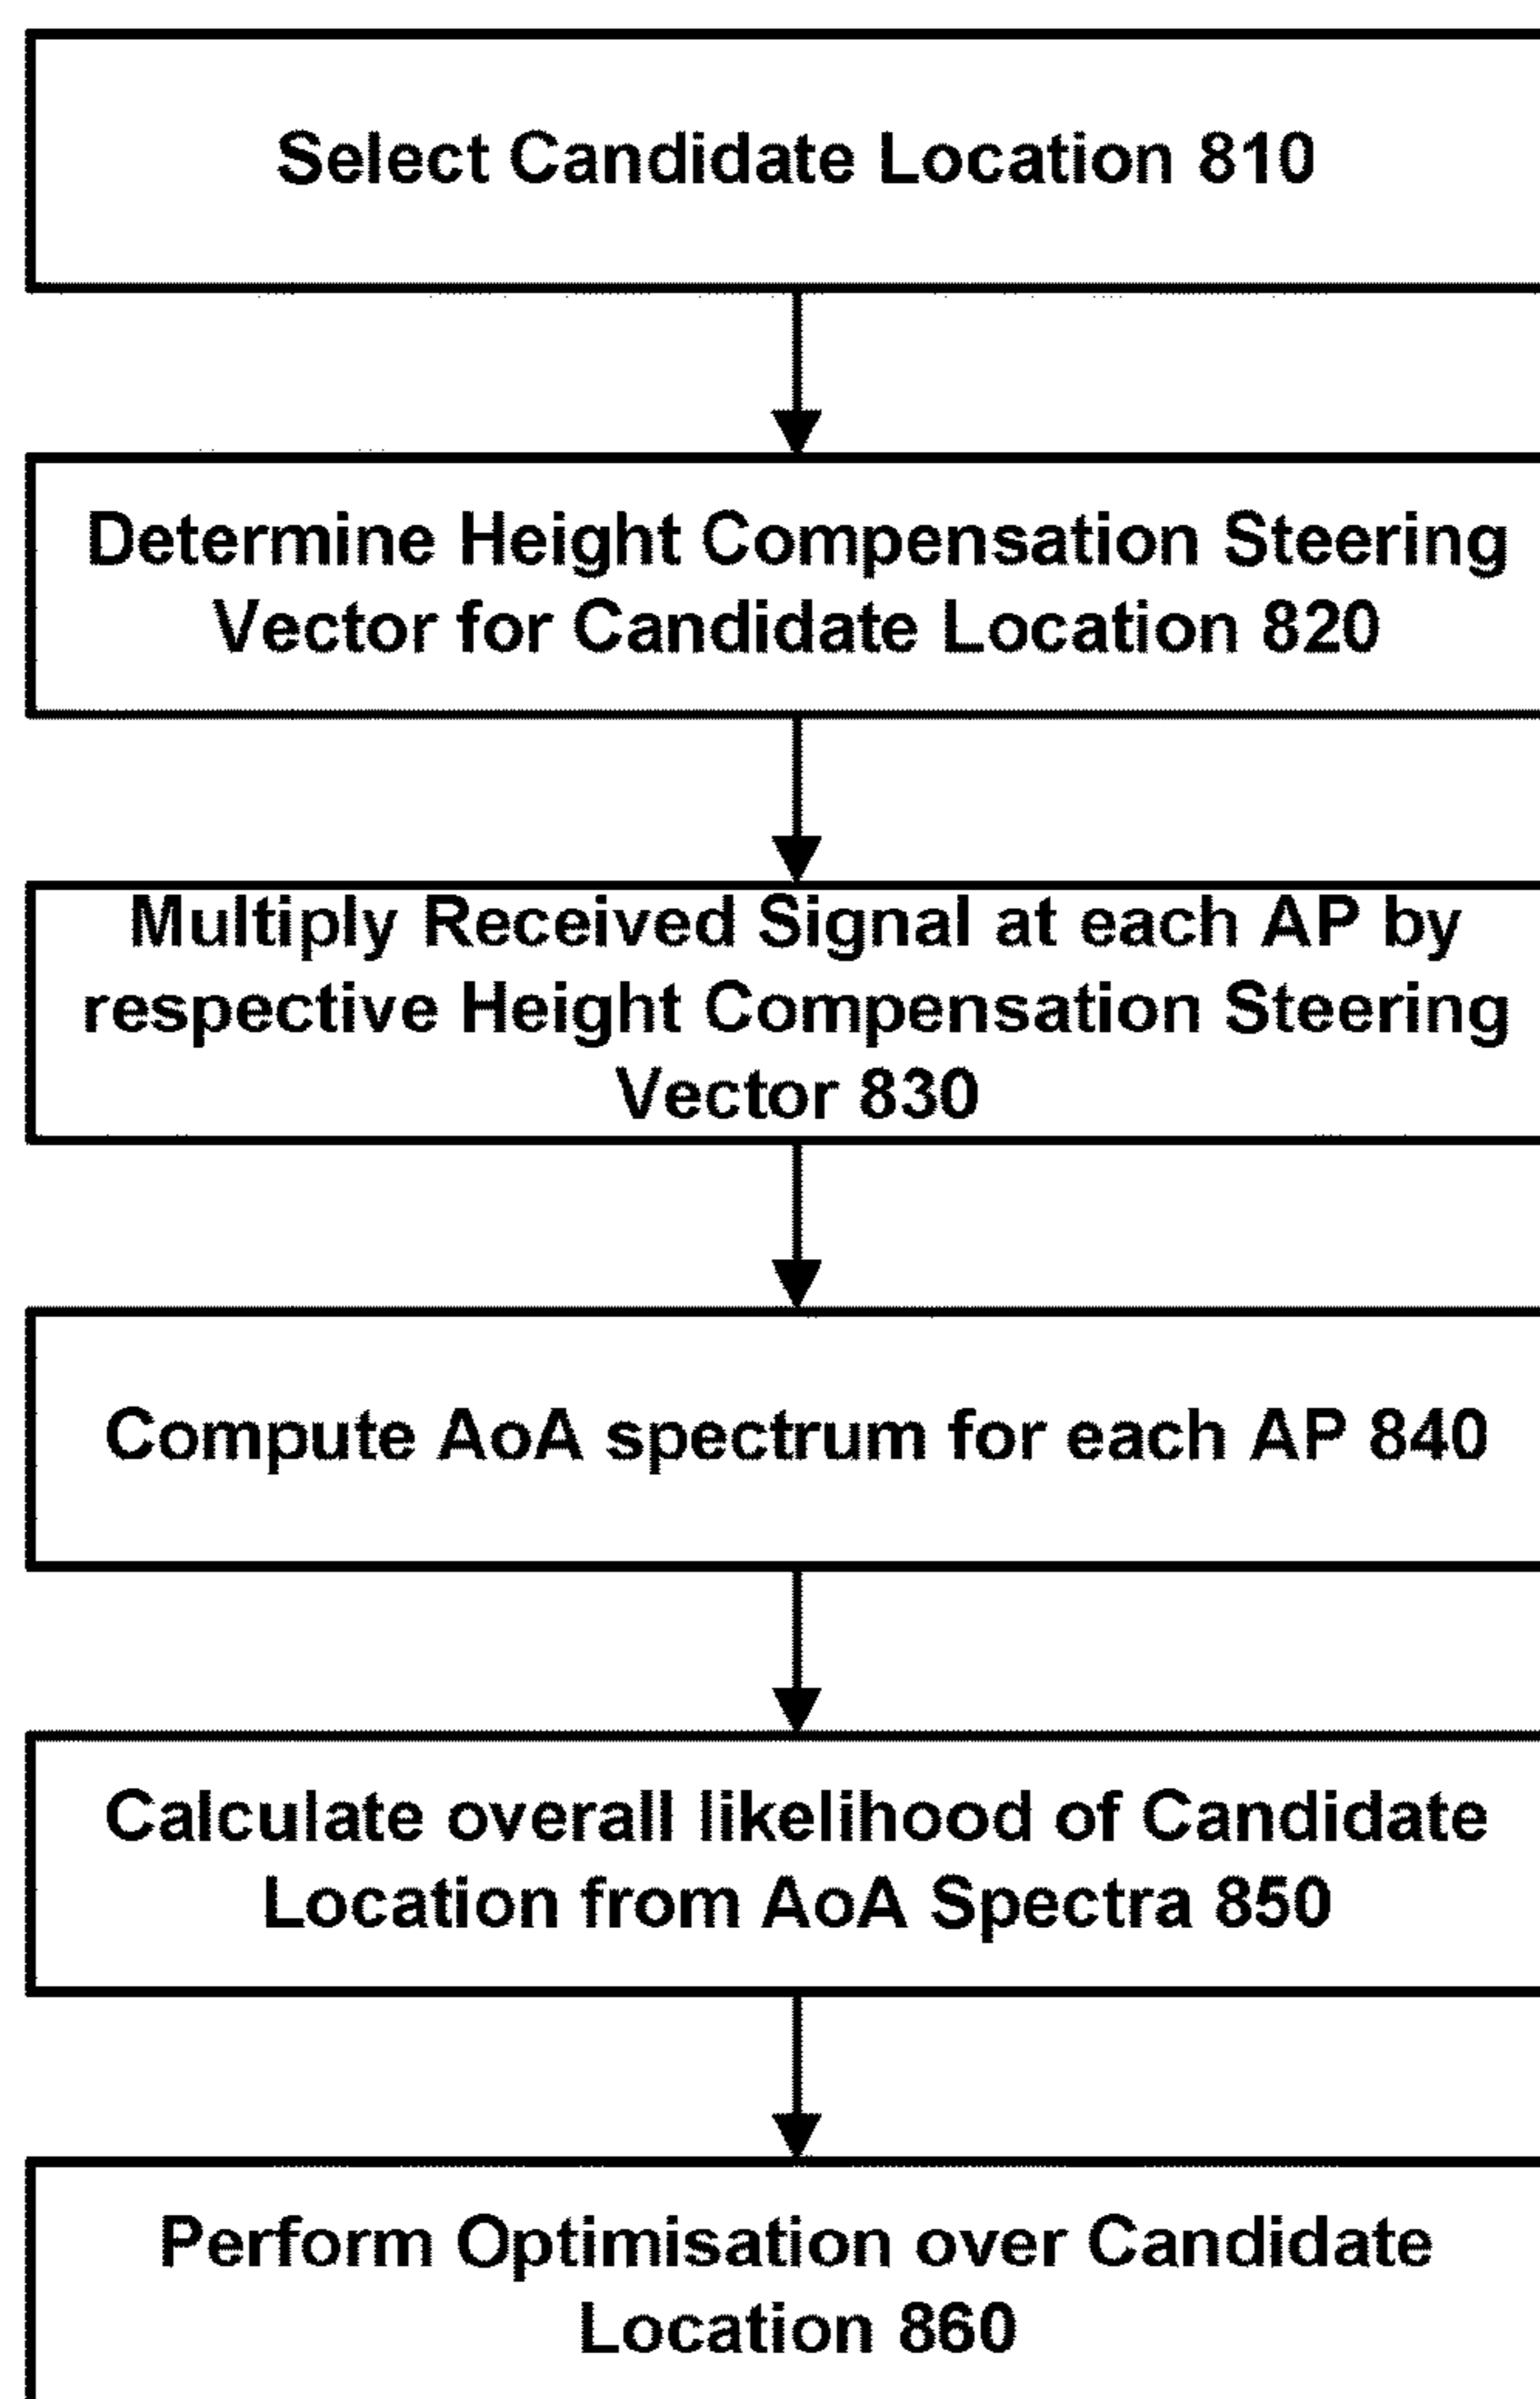 Select Candidate Location 810
Determine Height Compensation Steering
Vector for Candidate Location 820
Multiply Received Signal at each AP by
respective Height Compensation Steering
Vector 830
Compute AoA spectrum for each AP 840
Calculate overall likelihood of Candidate
Location from AoA Spectra 850
Perform Optimisation over Candidate
Location 860